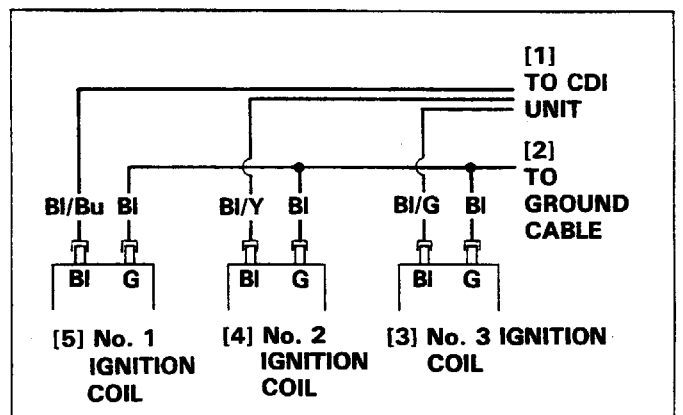 [1]
TO CDI
UNIT
[2]
TO
GROUND
CABLE
Bl/Bu Bl Bl/Y Bl Bl/G Bl
Bl G Bl G Bl G
[5] No. 1
IGNITION
COIL
[4] No. 2
IGNITION
COIL
[3] No. 3 IGNITION
COIL